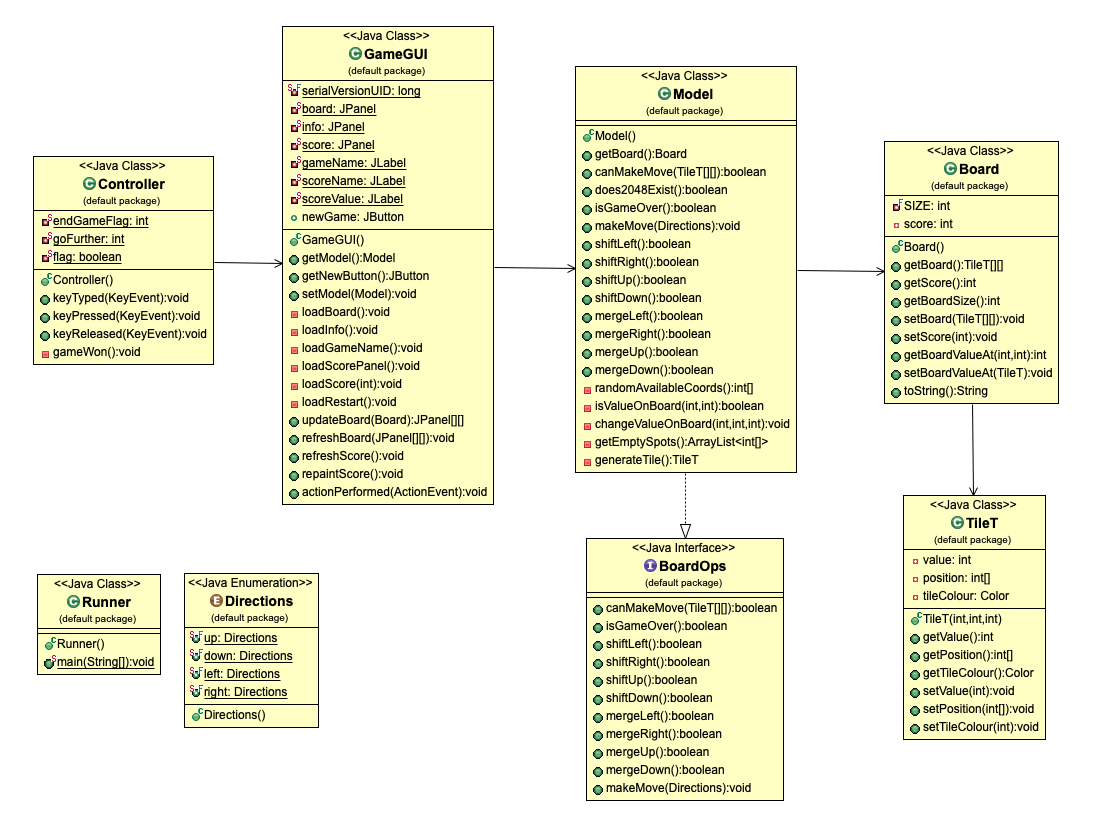 <<Java Class>>
GameGUI
(default package)
serialVersionUID: long
board: JPanel
info: JPanel
score: JPanel
gameName: JLabel
scoreName: JLabel
scoreValue: JLabel
newGame: JButton
GameGUI()
getModel():Model
getNewButton():JButton
setModel(Model):void
loadBoard():void
loadInfo():void
loadGameName():void
loadScorePanel():void
loadScore(int):void
loadRestart():void
updateBoard(Board):JPanel[][]
refreshBoard(JPanel[][]):void
refreshScore():void
repaintScore():void
actionPerformed(ActionEvent):void
<<Java Class>>
Model
(default package)
Model()
getBoard():Board
canMakeMove(TileT[][]):boolean
does2048Exist():boolean
isGameOver():boolean
makeMove(Directions):void
shiftLeft():boolean
shiftRight():boolean
shiftUp():boolean
shiftDown():boolean
mergeLeft():boolean
mergeRight():boolean
mergeUp():boolean
mergeDown():boolean
randomAvailableCoords():int[]
isValueOnBoard(int,int):boolean
changeValueOnBoard(int,int,int):void
getEmptySpots():ArrayList<int[]>
generateTile():TileT
<<Java Class>>
Board
(default package)
SIZE: int
score: int
Board()
getBoard():TileT[][]
getScore():int
getBoardSize():int
setBoard(TileT[][]):void
setScore(int):void
getBoardValueAt(int,int):int
setBoardValueAt(TileT):void
toString():String
<<Java Class>>
Controller
(default package)
endGameFlag: int
goFurther: int
flag: boolean
Controller()
keyTyped(KeyEvent):void
keyPressed(KeyEvent):void
keyReleased(KeyEvent):void
gameWon():void
<<Java Class>>
TileT
(default package)
value: int
position: int[]
tileColour: Color
TileT(int,int,int)
getValue():int
getPosition():int[]
getTileColour():Color
setValue(int):void
setPosition(int[]):void
setTileColour(int):void
<<Java Interface>>
BoardOps
(default package)
canMakeMove(TileT[][]):boolean
isGameOver():boolean
shiftLeft():boolean
shiftRight():boolean
shiftUp():boolean
shiftDown():boolean
mergeLeft():boolean
mergeRight():boolean
mergeUp():boolean
mergeDown():boolean
makeMove(Directions):void
<<Java Class>>
Runner
(default package)
Runner()
main(String[]):void
<<Java Enumeration>>
Directions
(default package)
up: Directions
down: Directions
left: Directions
right: Directions
Directions()